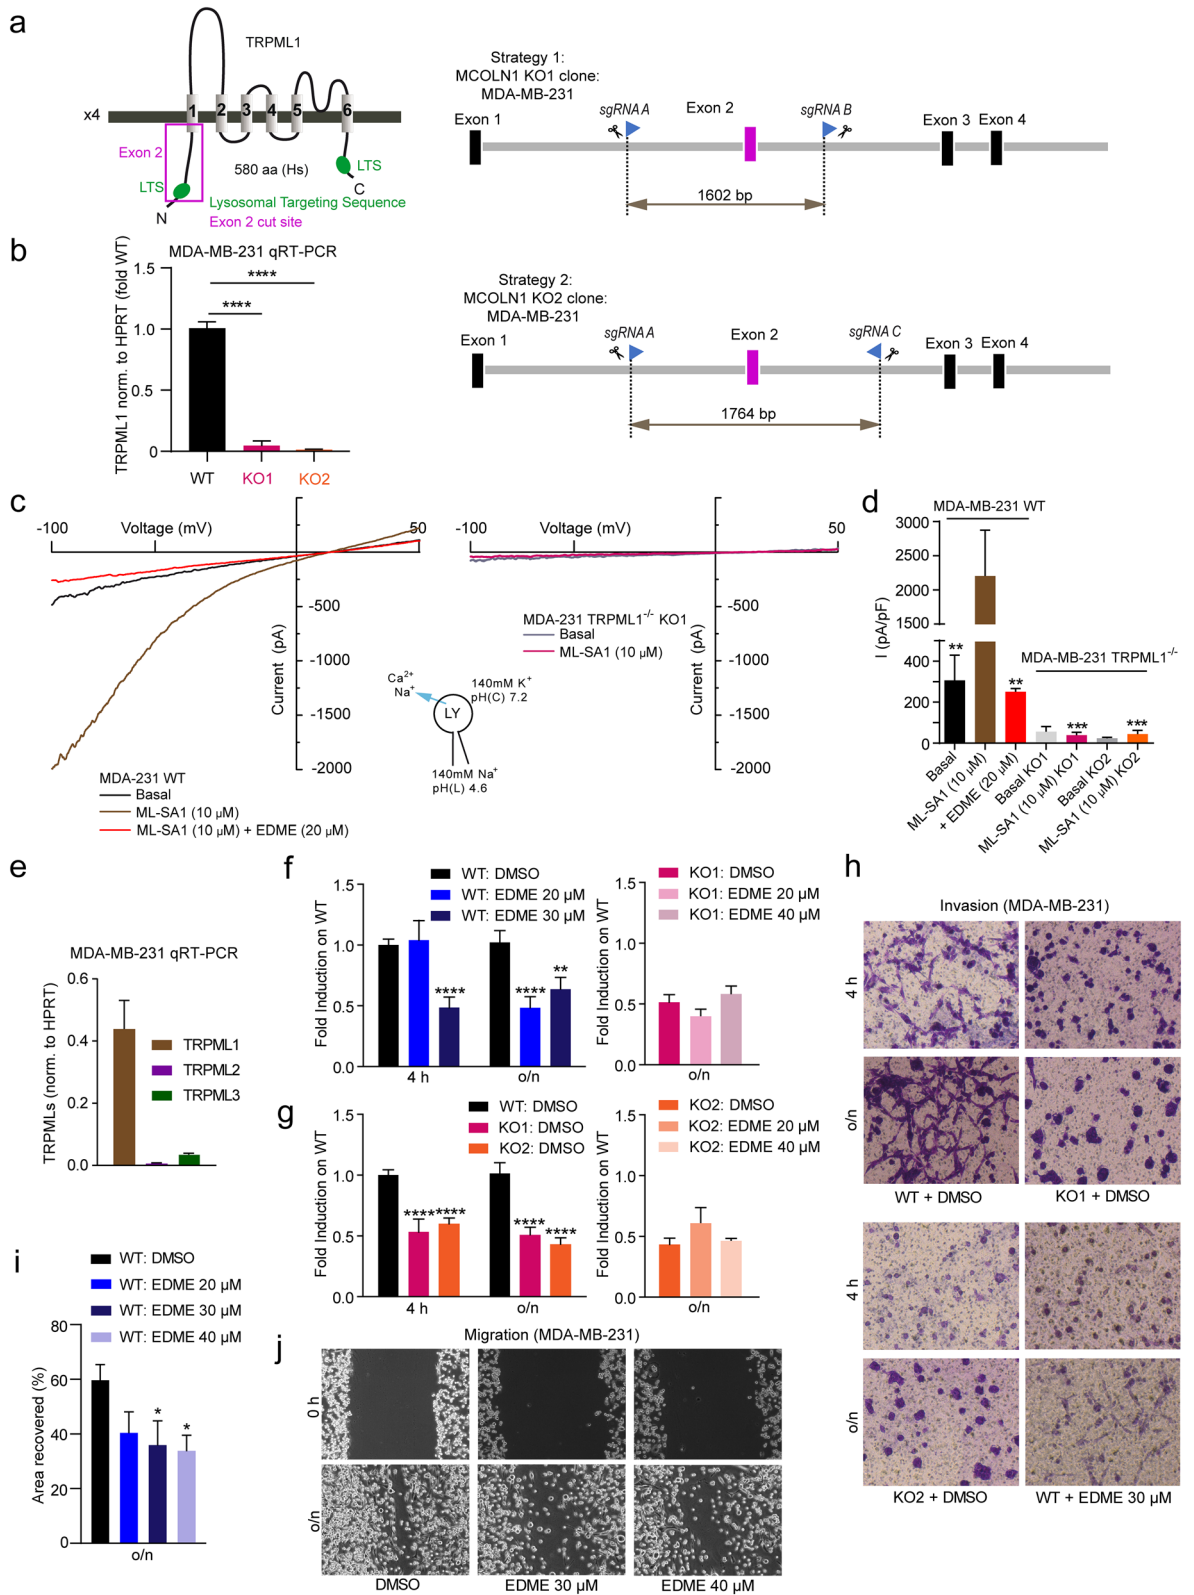 a
TRPML1
x4
1 2 3 4 5 6
Exon 2
580 aa (Hs)
LTS
LTS
C
N
Lysosomal Targeting Sequence
Exon 2 cut site
Strategy 1:
MCOLN1 KO1 clone:
MDA-MB-231
sgRNA A
Exon 2
sgRNA B
Exon 1
Exon 3 Exon 4
1602 bp
Strategy 2:
MCOLN1 KO2 clone:
MDA-MB-231
sgRNA A
Exon 2
sgRNA C
Exon 1
Exon 3 Exon 4
1764 bp
b
MDA-MB-231 qRT-PCR
TRPML1 norm. to HPRT (fold WT)
1.5
1.0
0.5
0
****
****
WT KO1 KO2
c
-100 Voltage (mV) 50
Current (pA)
-500
-1000
-1500
-2000
MDA-231 WT
Basal
ML-SA1 (10 µM)
ML-SA1 (10 µM) + EDME (20 µM)
Ca2+
Na+
140mM K+
pH(C) 7.2
LY
140mM Na+
pH(L) 4.6
-100 Voltage (mV) 50
Current (pA)
-500
-1000
-1500
-2000
MDA-231 TRPML1-/- KO1
Basal
ML-SA1 (10 µM)
d
MDA-MB-231 WT
I (pA/pF)
3000
2500
2000
1500
400
200
0
MDA-MB-231 TRPML1-/-
** ** *** ***
Basal
ML-SA1 (10 µM)
+ EDME (20 µM)
Basal KO1
ML-SA1 (10 µM) KO1
Basal KO2
ML-SA1 (10 µM) KO2
e
MDA-MB-231 qRT-PCR
TRPMLs (norm. to HPRT)
0.6
0.4
0.2
0.0
TRPML1
TRPML2
TRPML3
f
WT: DMSO
WT: EDME 20 µM
WT: EDME 30 µM
Fold Induction on WT
1.5
1.0
0.5
0.0
**** **** **
4 h o/n
KO1: DMSO
KO1: EDME 20 µM
KO1: EDME 40 µM
Fold Induction on WT
1.5
1.0
0.5
0.0
o/n
g
WT: DMSO
KO1: DMSO
KO2: DMSO
Fold Induction on WT
1.5
1.0
0.5
0.0
**** **** **** ****
4 h o/n
KO2: DMSO
KO2: EDME 20 µM
KO2: EDME 40 µM
Fold Induction on WT
1.5
1.0
0.5
0.0
o/n
h
Invasion (MDA-MB-231)
4 h
o/n
WT + DMSO KO1 + DMSO
4 h
o/n
KO2 + DMSO WT + EDME 30 µM
i
WT: DMSO
WT: EDME 20 µM
WT: EDME 30 µM
WT: EDME 40 µM
Area recovered (%)
80
60
40
20
0
* *
o/n
j
Migration (MDA-MB-231)
0 h
o/n
DMSO EDME 30 µM EDME 40 µM